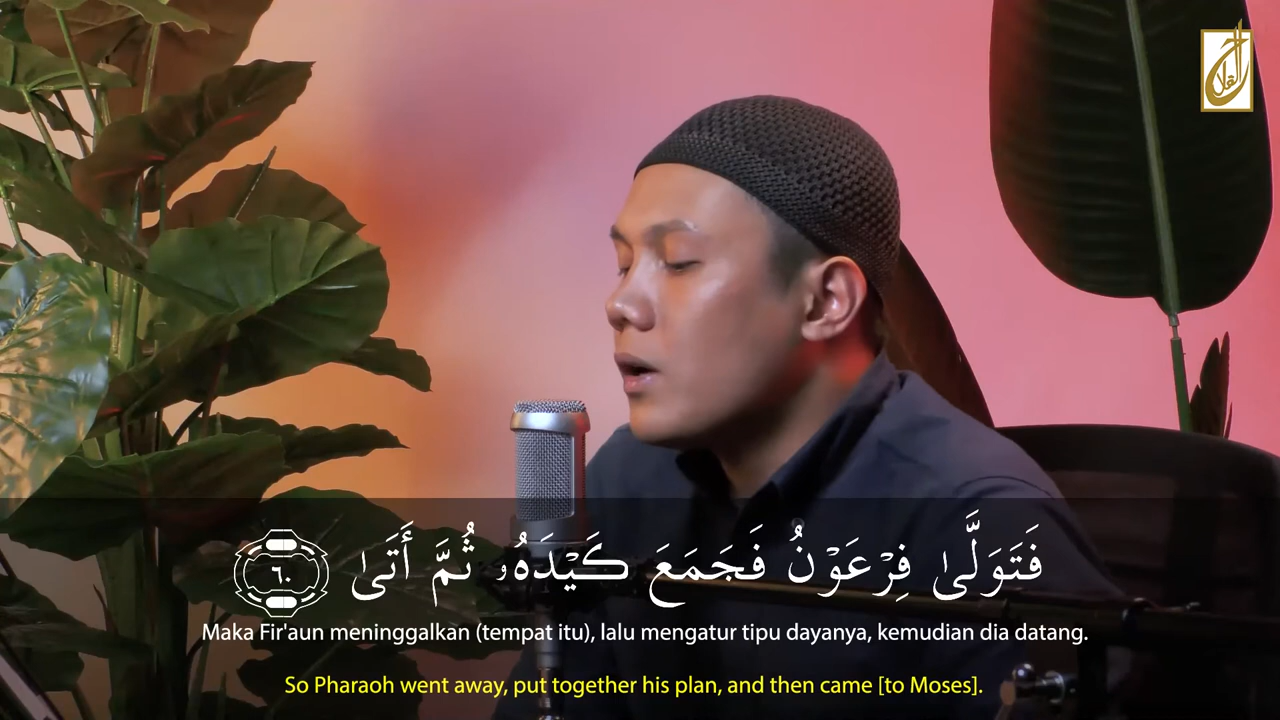 العلا
فَتَوَلَّىٰ فِرْعَوْنُ فَجَمَعَ كَيْدَهُۥ ثُمَّ أَتَىٰ ٦٠
Maka Fir'aun meninggalkan (tempat itu), lalu mengatur tipu dayanya, kemudian dia datang.
So Pharaoh went away, put together his plan, and then came [to Moses].